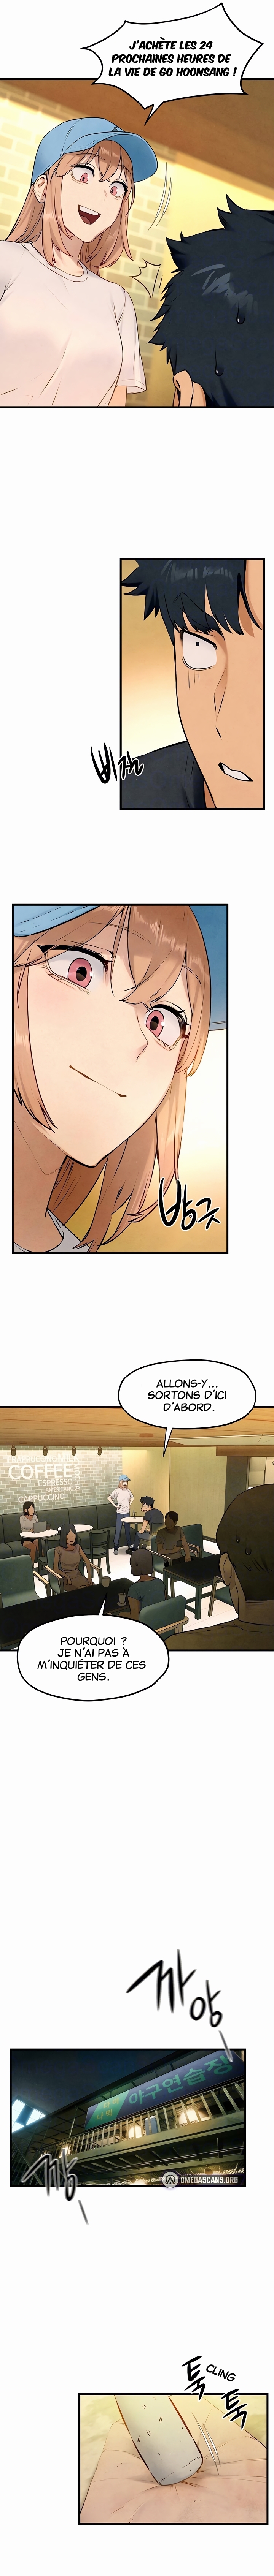 J'ACHÈTE LES 24
PROCHAINES HEURES DE
LA VIE DE GO HOONSANG !
삐걱
방긋
ALLONS-Y...
SORTONS D'ICI
D'ABORD.
COFFEE
ESPRESSO
CAPPUCCINO
POURQUOI ?
JE N'AI PAS À
M'INQUIÉTER DE CES
GENS.
까앙
야구연습장
까앙
OMEGASCANS.ORG
CLING
툭
툭